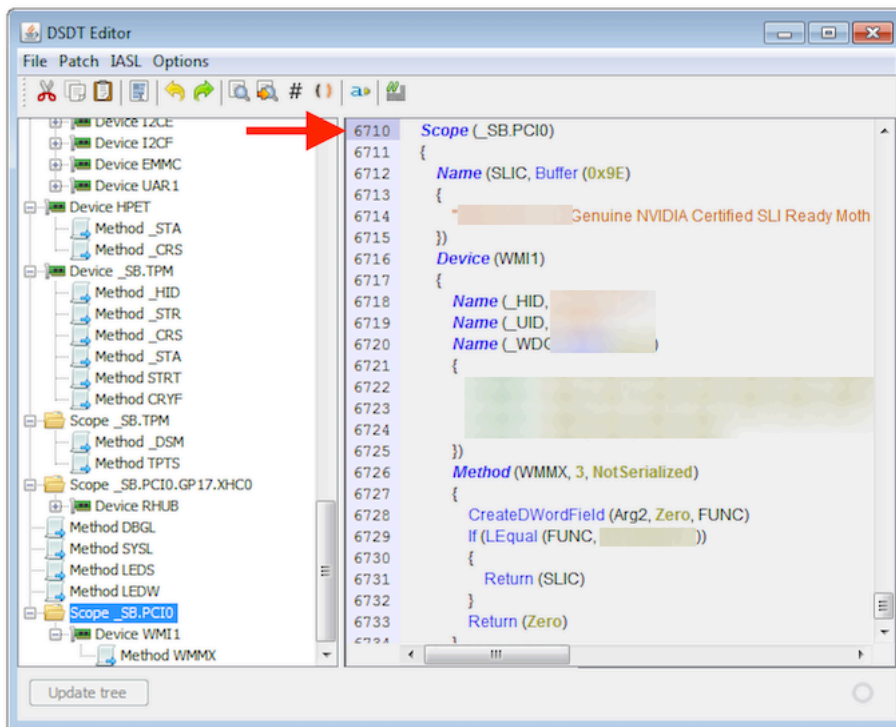 DSDT Editor
File Patch IASL Options
Device I2CE
Device I2CF
Device EMMC
Device UAR1
Device HPET
Method _STA
Method _CRS
Device _SB.TPM
Method _HID
Method _STR
Method _CRS
Method _STA
Method STRT
Method CRYF
Scope _SB.TPM
Method _DSM
Method TPTS
Scope _SB.PCI0.GP17.XHC0
Device RHUB
Method DBGL
Method SYSL
Method LEDS
Method LEDW
Scope _SB.PCI0
Device WMI1
Method WMMX
6710 Scope (_SB.PCI0)
6711 {
6712 Name (SLIC, Buffer (0x9E)
6713 {
6714 " Genuine NVIDIA Certified SLI Ready Moth
6715 })
6716 Device (WMI1)
6717 {
6718 Name (_HID,
6719 Name (_UID,
6720 Name (_WDG )
6721 {
6722
6723
6724
6725 })
6726 Method (WMMX, 3, NotSerialized)
6727 {
6728 CreateDWordField (Arg2, Zero, FUNC)
6729 If (LEqual (FUNC, ))
6730 {
6731 Return (SLIC)
6732 }
6733 Return (Zero)
6734 }
Update tree